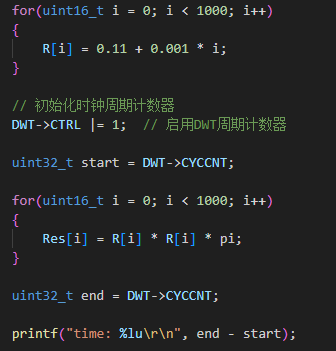 for(uint16_t i = 0; i < 1000; i++)
{
    R[i] = 0.11 + 0.001 * i;
}
// 初始化时钟周期计数器
DWT->CTRL |= 1;  // 启用DWT周期计数器
uint32_t start = DWT->CYCCNT;
for(uint16_t i = 0; i < 1000; i++)
{
    Res[i] = R[i] * R[i] * pi;
}
uint32_t end = DWT->CYCCNT;
printf("time: %lu\r\n", end - start);